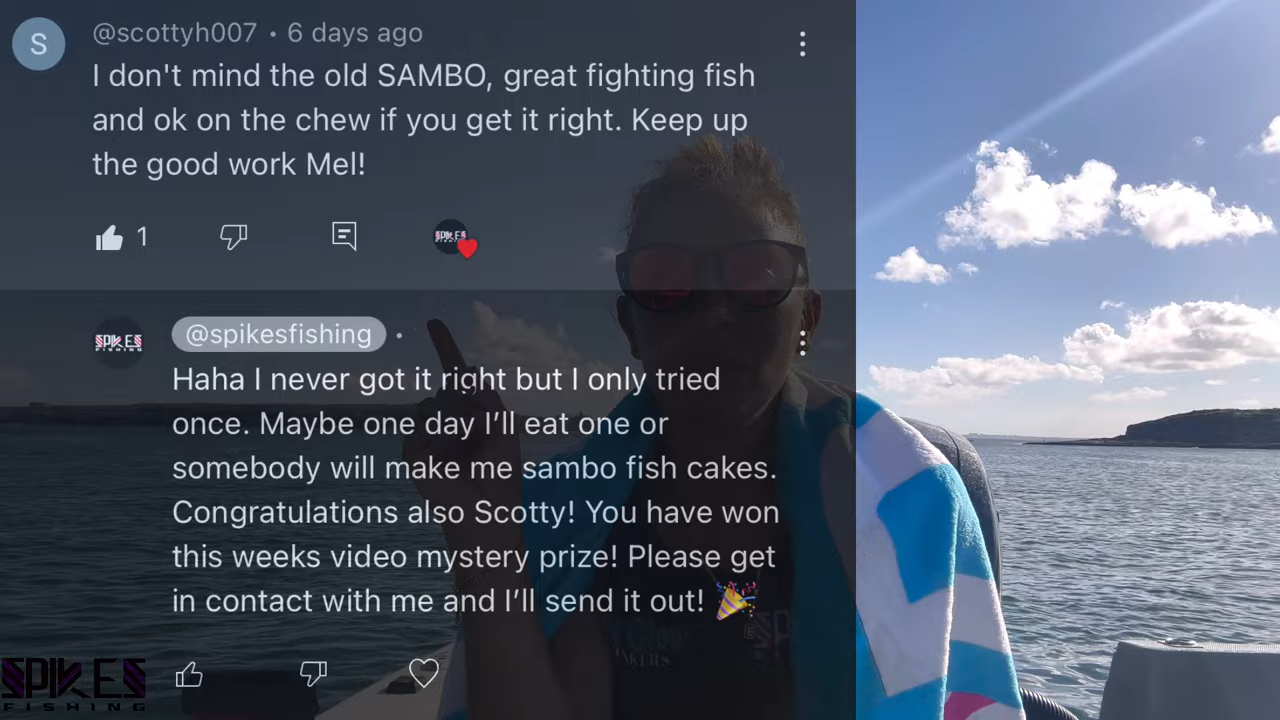 S
@scottyh007 • 6 days ago
I don't mind the old SAMBO, great fighting fish
and ok on the chew if you get it right. Keep up
the good work Mel!
1
SPIKES
SPIKES
FISHING
@spikesfishing •
Haha I never got it right but I only tried
once. Maybe one day I’ll eat one or
somebody will make me sambo fish cakes.
Congratulations also Scotty! You have won
this weeks video mystery prize! Please get
in contact with me and I’ll send it out! 🎉
SPIKES
FISHING